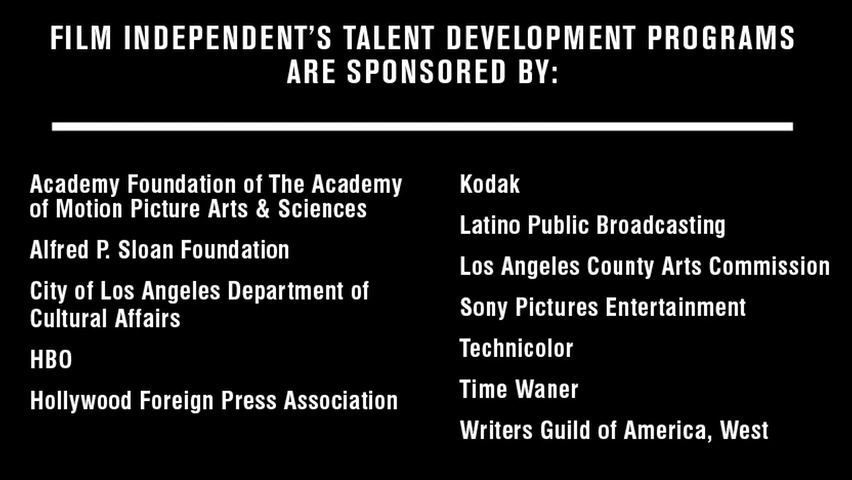 FILM INDEPENDENT'S TALENT DEVELOPMENT PROGRAMS
ARE SPONSORED BY:
Academy Foundation of The Academy
of Motion Picture Arts & Sciences
Alfred P. Sloan Foundation
City of Los Angeles Department of
Cultural Affairs
HBO
Hollywood Foreign Press Association
Kodak
Latino Public Broadcasting
Los Angeles County Arts Commission
Sony Pictures Entertainment
Technicolor
Time Waner
Writers Guild of America, West